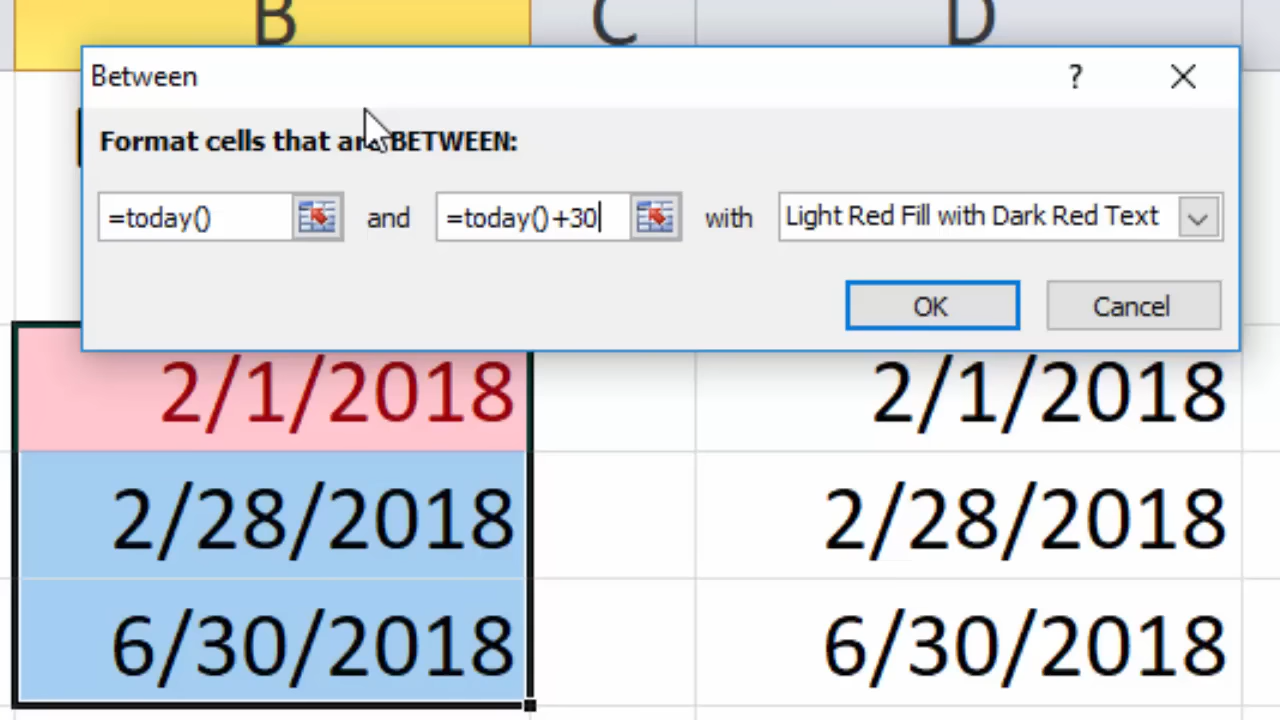 B C D
Between ?
Format cells that are BETWEEN:
=today() and =today()+30 with Light Red Fill with Dark Red Text
OK Cancel
2/1/2018 2/1/2018
2/28/2018 2/28/2018
6/30/2018 6/30/2018